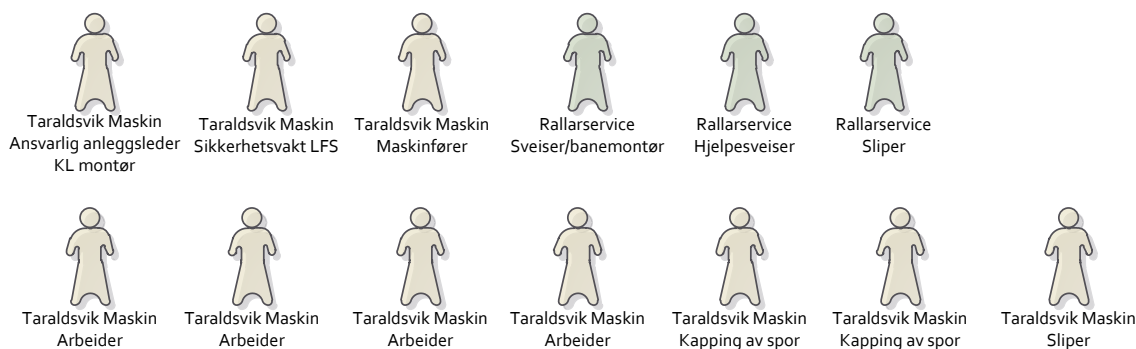 Taraldsvik Maskin
Ansvarlig anleggsleder
KL montør
Taraldsvik Maskin
Sikkerhetsvakt LFS
Taraldsvik Maskin
Maskinfører
Rallarservice
Sveiser/banemontør
Rallarservice
Hjelpesveiser
Rallarservice
Sliper
Taraldsvik Maskin
Arbeider
Taraldsvik Maskin
Arbeider
Taraldsvik Maskin
Arbeider
Taraldsvik Maskin
Arbeider
Taraldsvik Maskin
Kapping av spor
Taraldsvik Maskin
Kapping av spor
Taraldsvik Maskin
Sliper